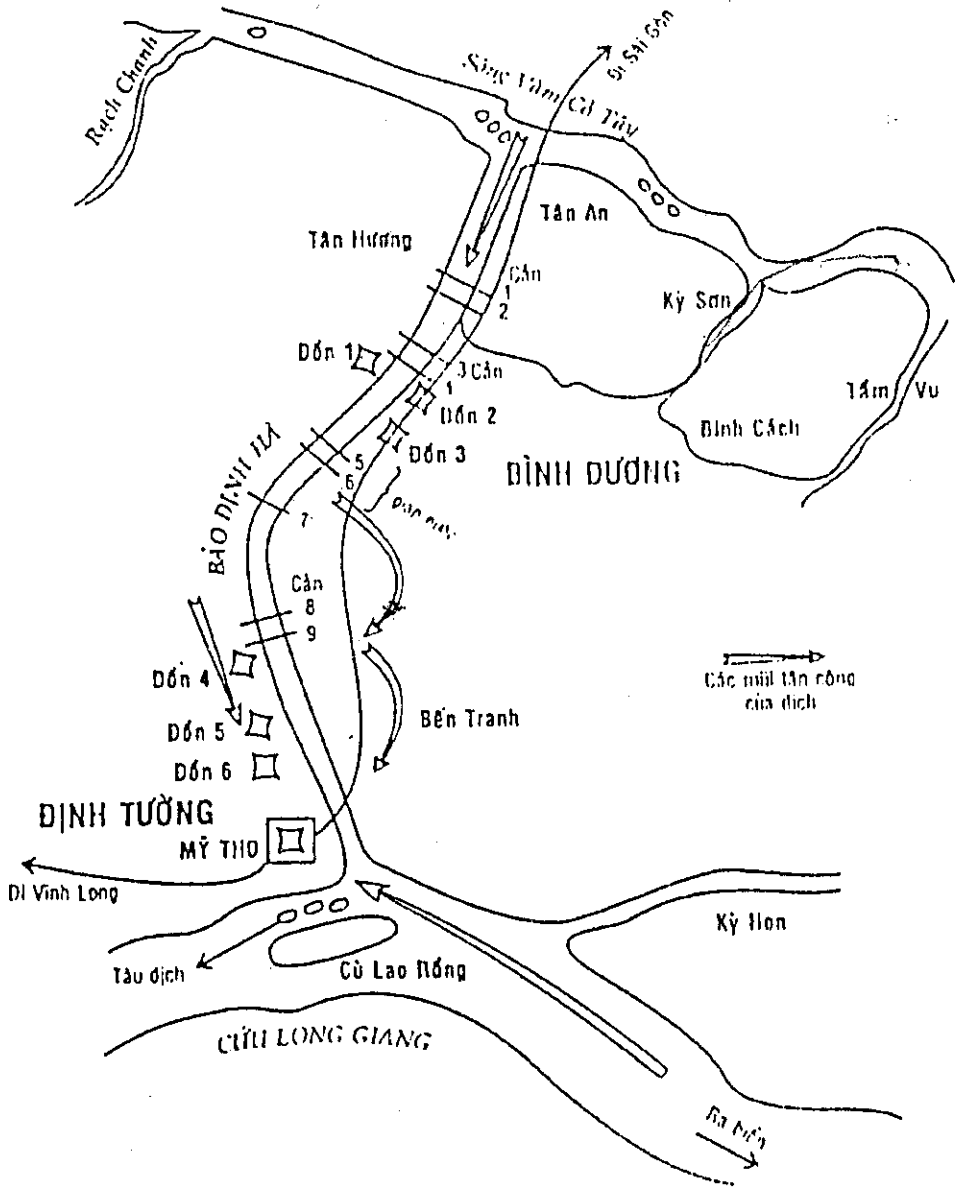 Rạch Chanh
Sông Vàm Cỏ Tây
Đi Sài Gòn
Tân An
Tân Hương
Cản
1
2
Kỳ Sơn
Đồn 1
3 Cản
1
Đồn 2
Tầm Vu
Bình Cách
Đồn 3
5
6
BÌNH DƯƠNG
BẢO ĐỊNH HÀ
7
Cản
8
9
Đồn 4
Các mũi tấn công
của địch
Bến Tranh
Đồn 5
Đồn 6
ĐỊNH TƯỜNG
MỸ THO
Đi Vĩnh Long
Kỳ Hon
Tàu địch
Cù Lao Rồng
CỬU LONG GIANG
Ra biển